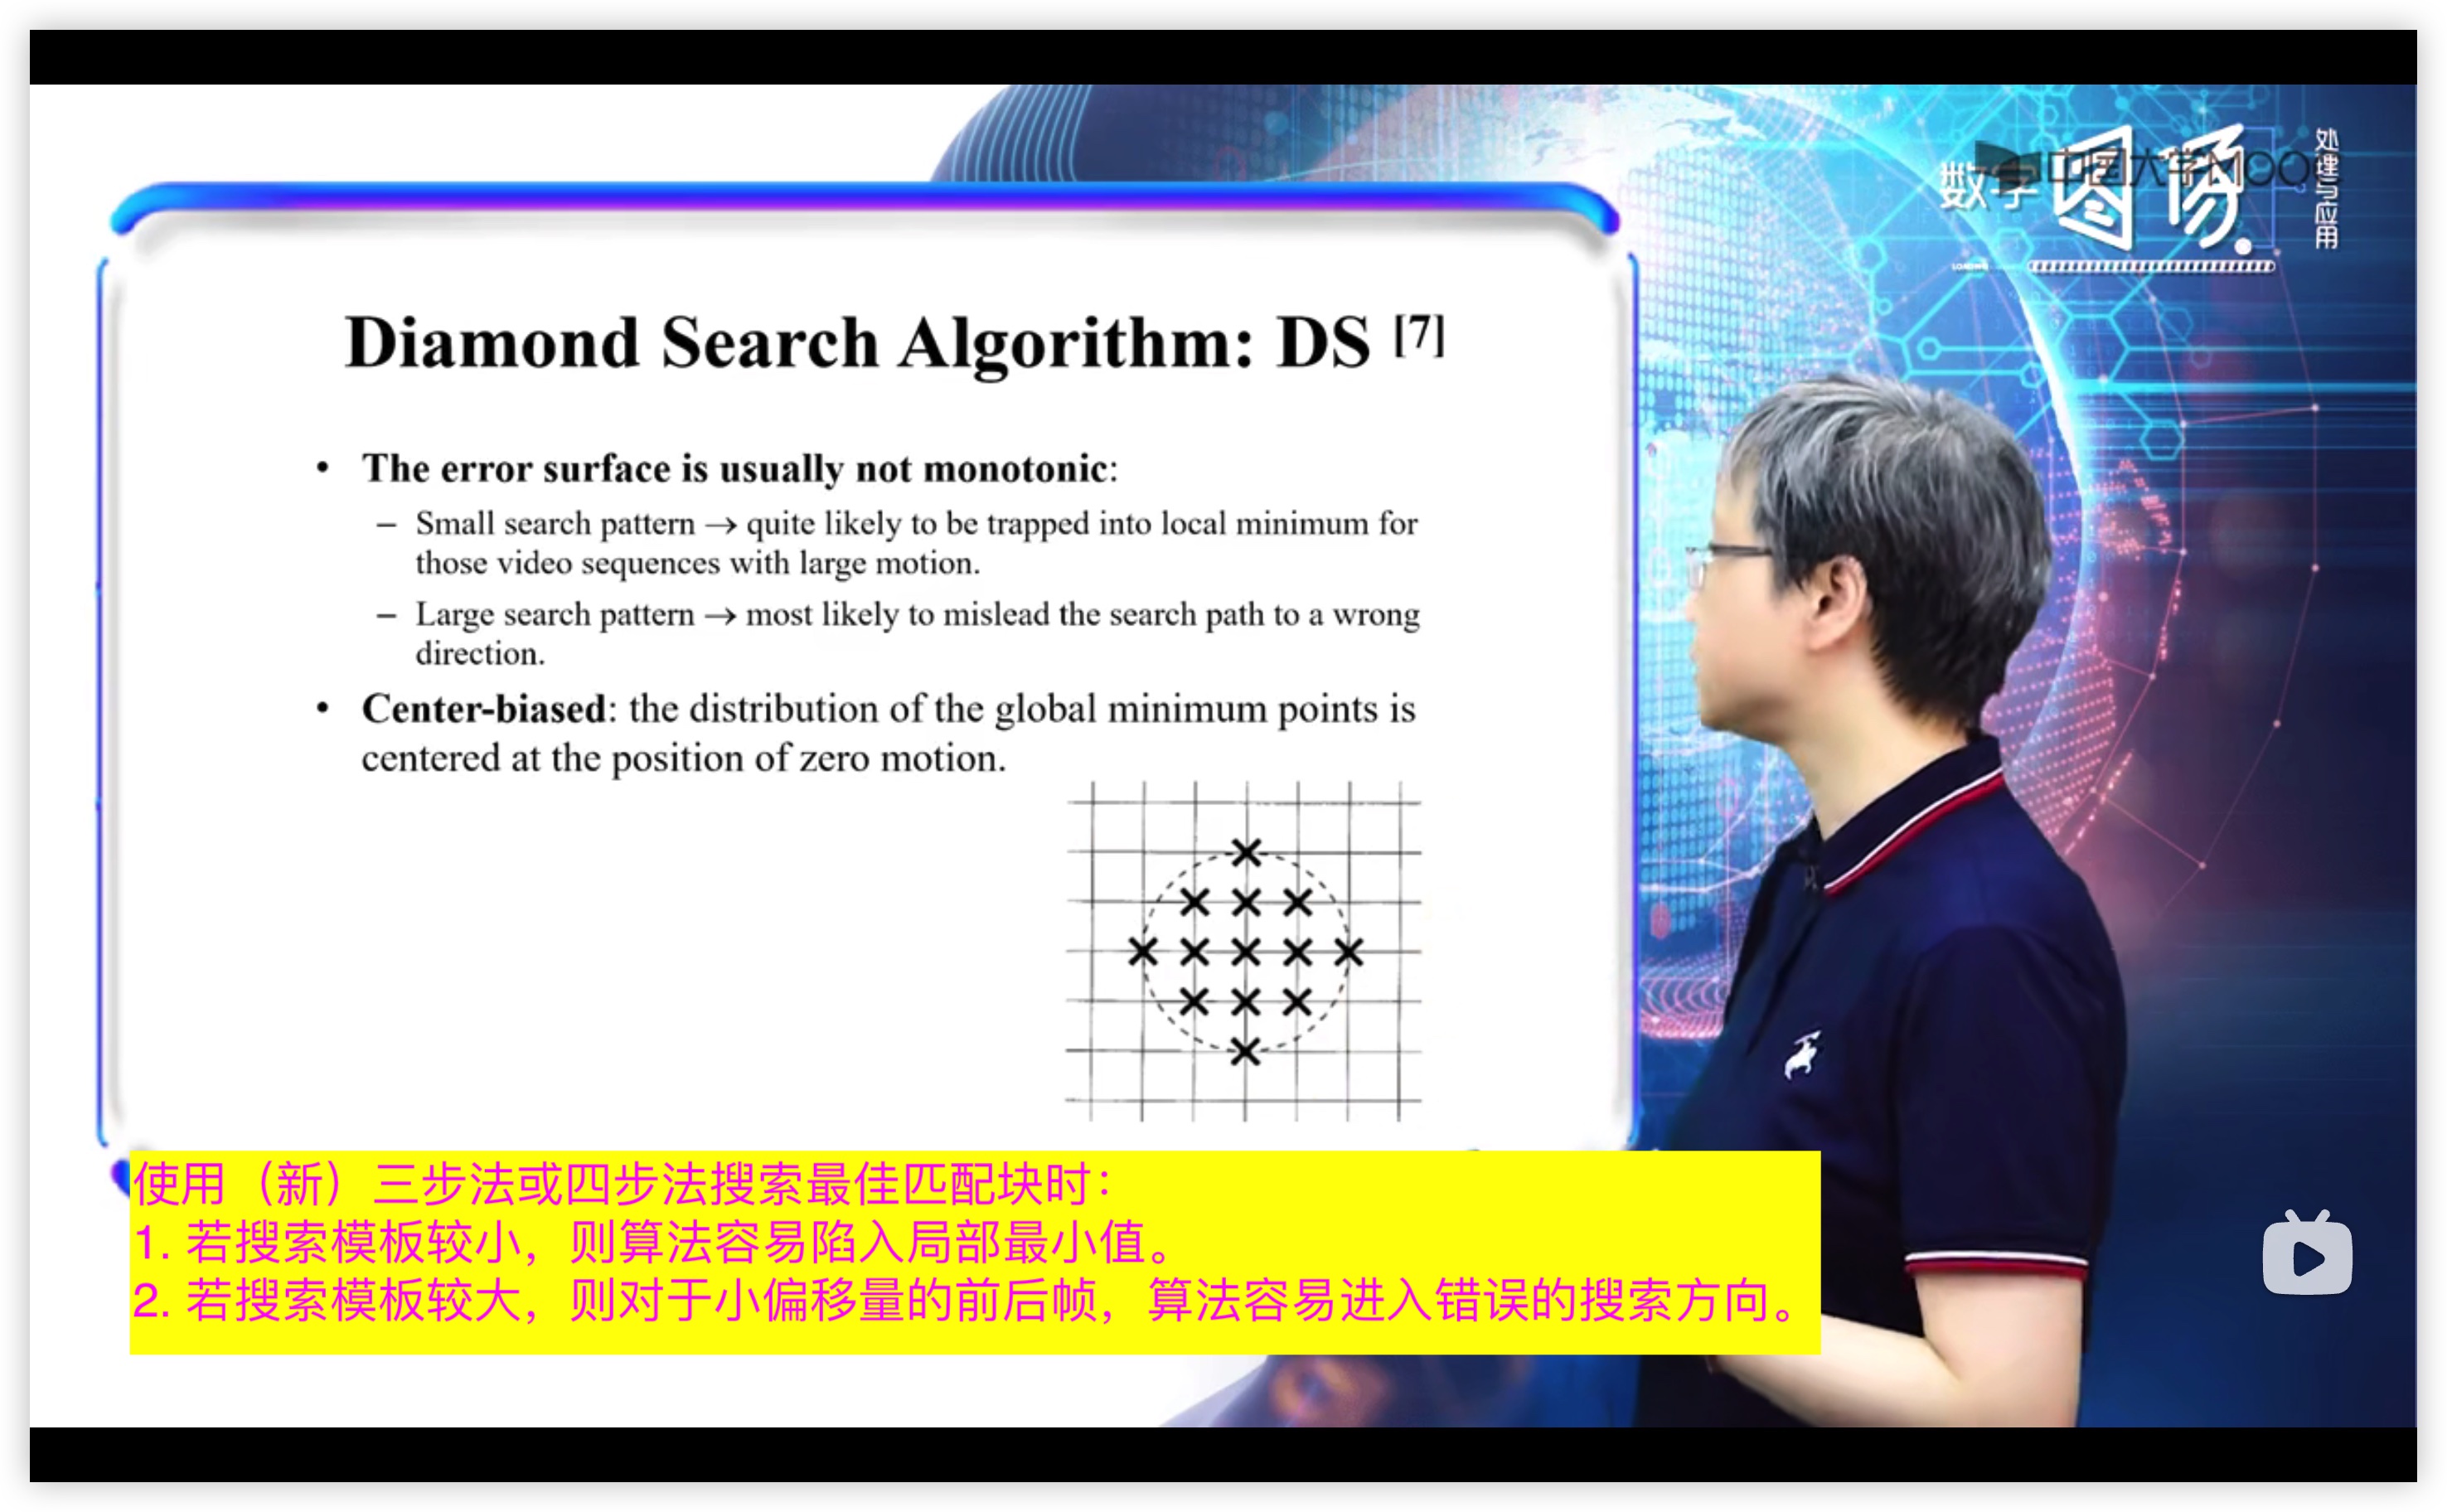 数字图像
处理与应用
中国大学MOOC
LOADING
Diamond Search Algorithm: DS [7]
• The error surface is usually not monotonic:
– Small search pattern → quite likely to be trapped into local minimum for
those video sequences with large motion.
– Large search pattern → most likely to mislead the search path to a wrong
direction.
• Center-biased: the distribution of the global minimum points is
centered at the position of zero motion.
使用（新）三步法或四步法搜索最佳匹配块时：
1. 若搜索模板较小，则算法容易陷入局部最小值。
2. 若搜索模板较大，则对于小偏移量的前后帧，算法容易进入错误的搜索方向。